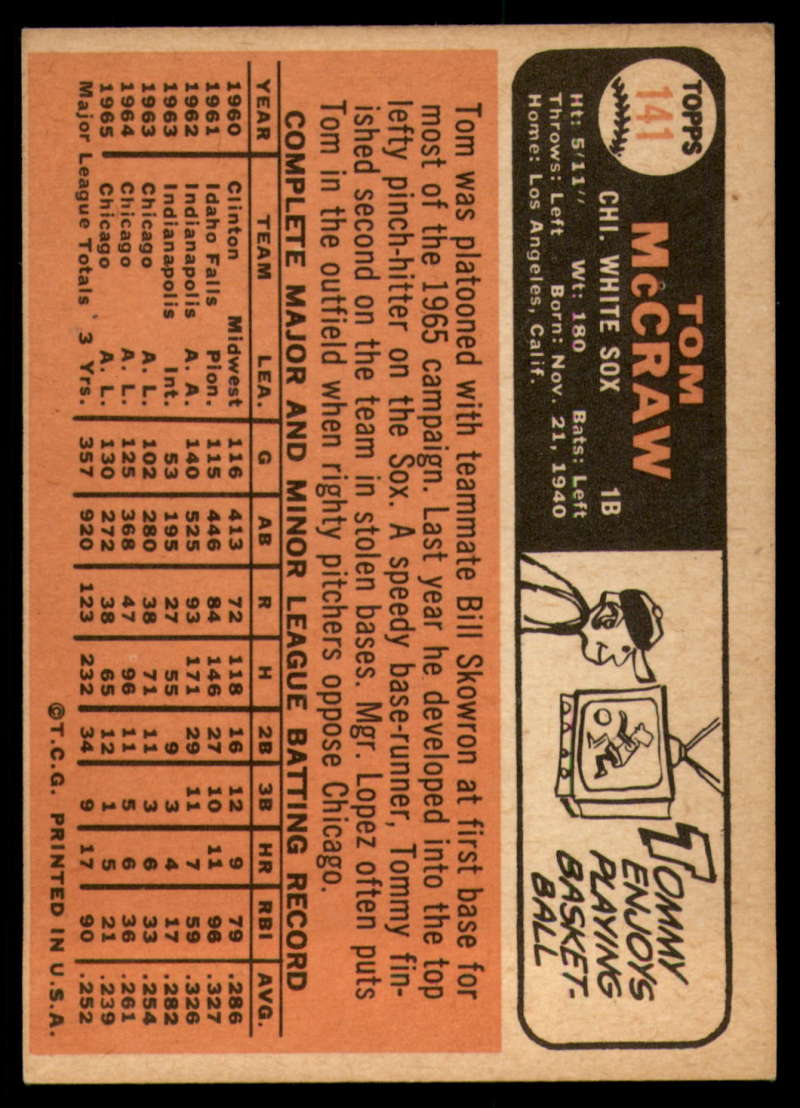 TOPPS
141
TOM
McCRAW
CHI. WHITE SOX 1B
Ht: 5'11" Wt: 180 Bats: Left
Throws: Left Born: Nov. 21, 1940
Home: Los Angeles, Calif.
TOMMY
ENJOYS
PLAYING
BASKET-
BALL
Tom was platooned with teammate Bill Skowron at first base for
most of the 1965 campaign. Last year he developed into the top
lefty pinch-hitter on the Sox. A speedy base-runner, Tommy fin-
ished second on the team in stolen bases. Mgr. Lopez often puts
Tom in the outfield when righty pitchers oppose Chicago.
COMPLETE MAJOR AND MINOR LEAGUE BATTING RECORD
YEAR TEAM LEA. G AB R H 2B 3B HR RBI AVG.
1960 Clinton Midwest 116 413 72 118 16 12 9 79 .286
1961 Idaho Falls Pion. 115 446 84 146 27 10 11 96 .327
1962 Indianapolis A. A. 140 525 93 171 29 11 7 59 .326
1963 Indianapolis Int. 53 195 27 55 9 3 4 17 .282
1963 Chicago A. L. 102 280 38 71 11 3 6 33 .254
1964 Chicago A. L. 125 368 47 96 11 5 6 36 .261
1965 Chicago A. L. 130 272 38 65 12 1 5 21 .239
Major League Totals 3 Yrs. 357 920 123 232 34 9 17 90 .252
©T.C.G. PRINTED IN U.S.A.